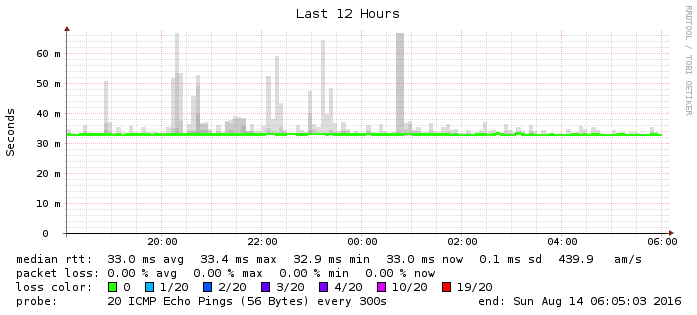 Last 12 Hours
RRDTOOL / TOBI OETIKER
Seconds
60 m
50 m
40 m
30 m
20 m
10 m
0
20:00 22:00 00:00 02:00 04:00 06:00
median rtt: 33.0 ms avg 33.4 ms max 32.9 ms min 33.0 ms now 0.1 ms sd 439.9 am/s
packet loss: 0.00 % avg 0.00 % max 0.00 % min 0.00 % now
loss color: 0 1/20 2/20 3/20 4/20 10/20 19/20
probe: 20 ICMP Echo Pings (56 Bytes) every 300s end: Sun Aug 14 06:05:03 2016